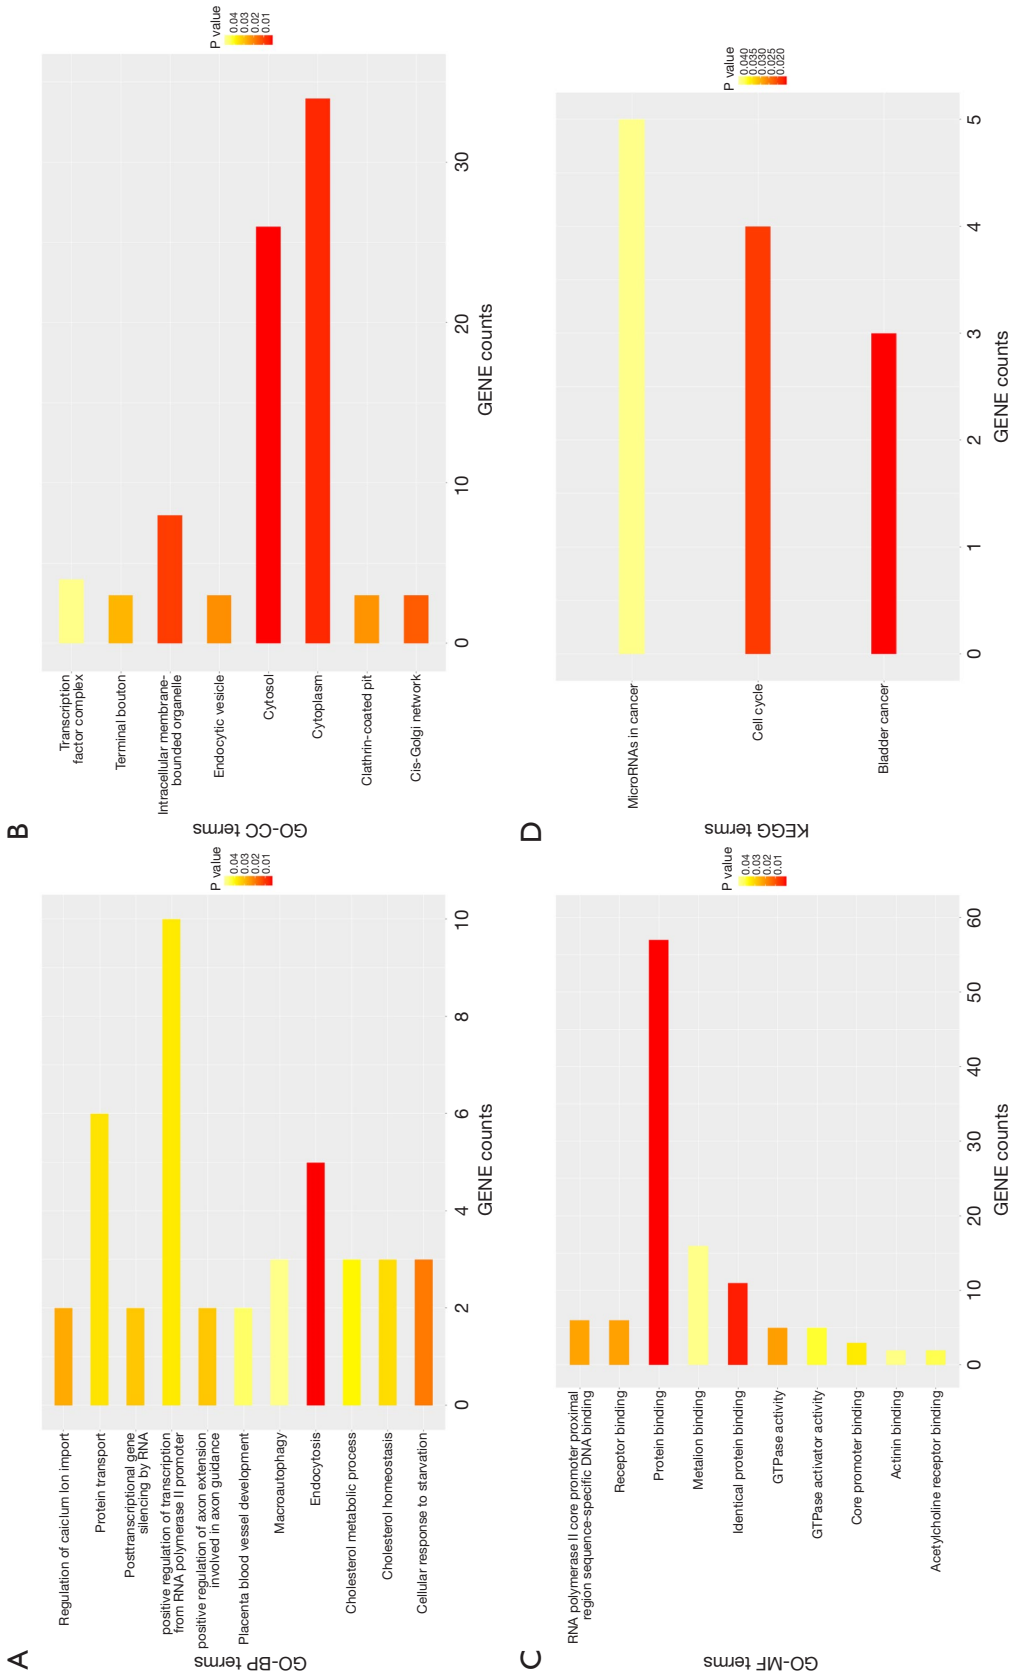 A
GO-BP terms
Regulation of calclum lon import
Protein transport
Posttranscriptional gene
silencing by RNA
positive regulation of transcription
from RNA polymerase II promoter
positive regulation of axon extension
involved in axon guidance
Placenta blood vessel development
Macroautophagy
Endocytosis
Cholesterol metabolic process
Cholesterol homeostasis
Cellular response to starvation
0
2
4
6
8
10
GENE counts
P value
0.04
0.03
0.02
0.01
B
GO-CC terms
Transcription
factor complex
Terminal bouton
Intracellular membrane-
bounded organelle
Endocytic vesicle
Cytosol
Cytoplasm
Clathrin-coated pit
Cis-Golgi network
0
10
20
30
GENE counts
P value
0.04
0.03
0.02
0.01
C
GO-MF terms
RNA polymerase II core promoter proximal
region sequence-specific DNA binding
Receptor binding
Protein binding
Metalion binding
Identical protein binding
GTPase activity
GTPase activator activity
Core promoter binding
Actinin binding
Acetylcholine receptor binding
0
10
20
30
40
50
60
GENE counts
P value
0.04
0.03
0.02
0.01
D
KEGG terms
MicroRNAs in cancer
Cell cycle
Bladder cancer
0
1
2
3
4
5
GENE counts
P value
0.040
0.035
0.030
0.025
0.020